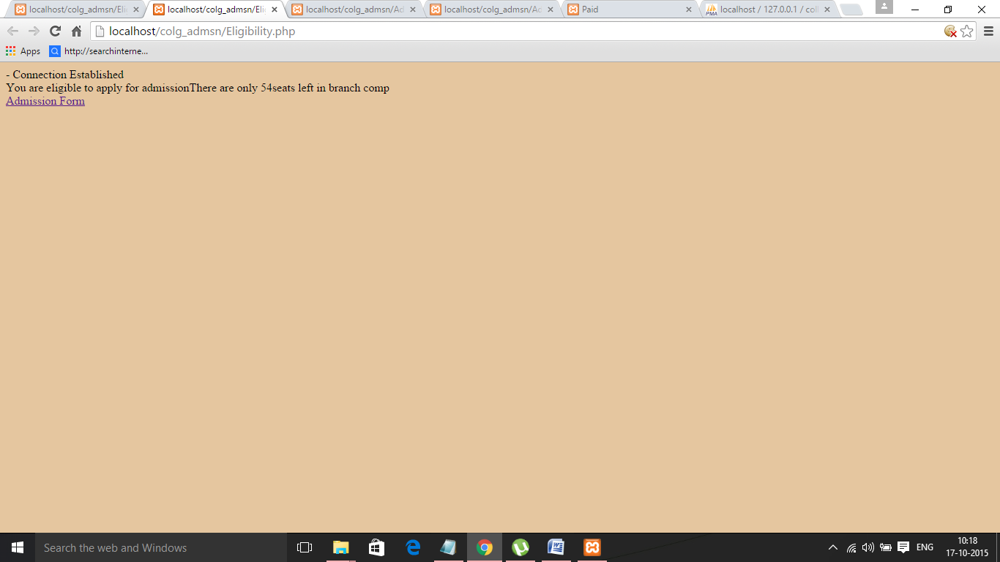 localhost/colg_admsn/Eli
localhost/colg_admsn/Eli
localhost/colg_admsn/Ad
localhost/colg_admsn/Ad
Paid
PMA
localhost / 127.0.0.1 / coll
localhost/colg_admsn/Eligibility.php
Apps
http://searchinterne...
- Connection Established
You are eligible to apply for admissionThere are only 54seats left in branch comp
Admission Form
Search the web and Windows
ENG
10:18
17-10-2015